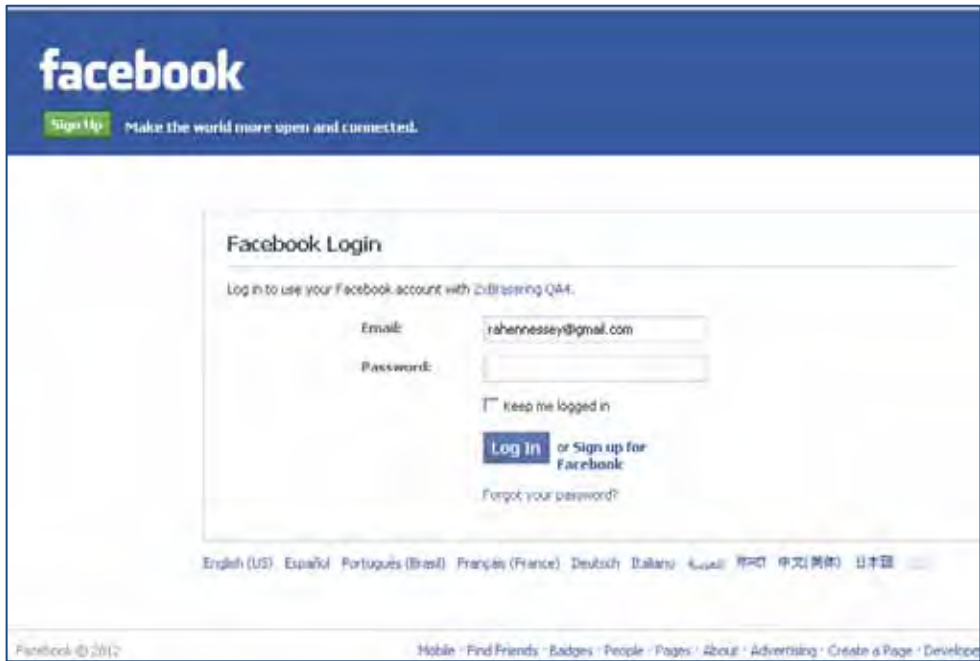 facebook
Sign Up Make the world more open and connected.
Facebook Login
Log in to use your Facebook account with 2xBrassring QA4.
Email: rahennessey@gmail.com
Password:
Keep me logged in
Log In or Sign up for
Facebook
Forgot your password?
English (US) Español Português (Brasil) Français (France) Deutsch Italiano العربية हिन्दी 中文(简体) 日本語
Facebook © 2012
Mobile · Find Friends · Badges · People · Pages · About · Advertising · Create a Page · Develope